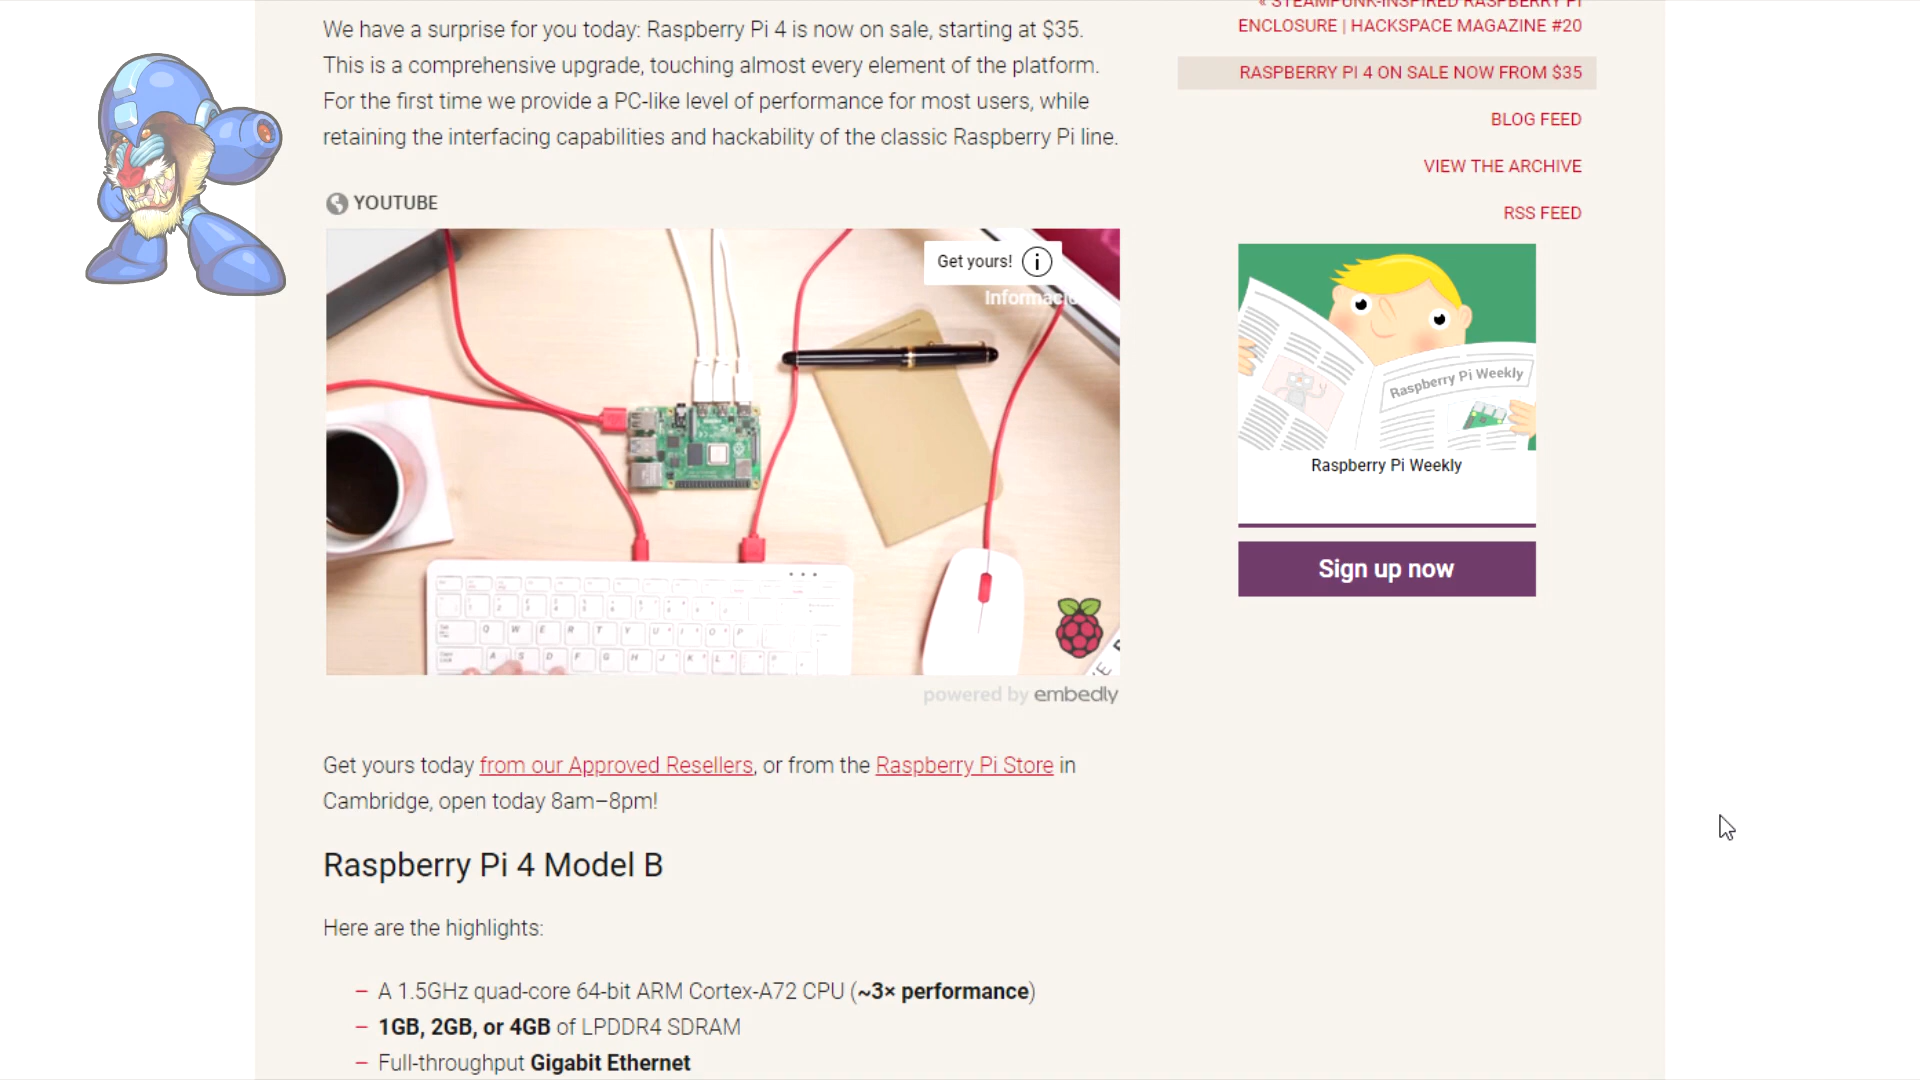 We have a surprise for you today: Raspberry Pi 4 is now on sale, starting at $35.
This is a comprehensive upgrade, touching almost every element of the platform.
For the first time we provide a PC-like level of performance for most users, while
retaining the interfacing capabilities and hackability of the classic Raspberry Pi line.
YOUTUBE
Get yours!
Q W E R T Y U I O P
A S D F G H J K L
powered by embedly
Get yours today from our Approved Resellers, or from the Raspberry Pi Store in
Cambridge, open today 8am–8pm!
Raspberry Pi 4 Model B
Here are the highlights:
– A 1.5GHz quad-core 64-bit ARM Cortex-A72 CPU (~3× performance)
– 1GB, 2GB, or 4GB of LPDDR4 SDRAM
– Full-throughput Gigabit Ethernet
« STEAMPUNK-INSPIRED RASPBERRY PI
ENCLOSURE | HACKSPACE MAGAZINE #20
RASPBERRY PI 4 ON SALE NOW FROM $35
BLOG FEED
VIEW THE ARCHIVE
RSS FEED
Raspberry Pi Weekly
Raspberry Pi Weekly
Sign up now